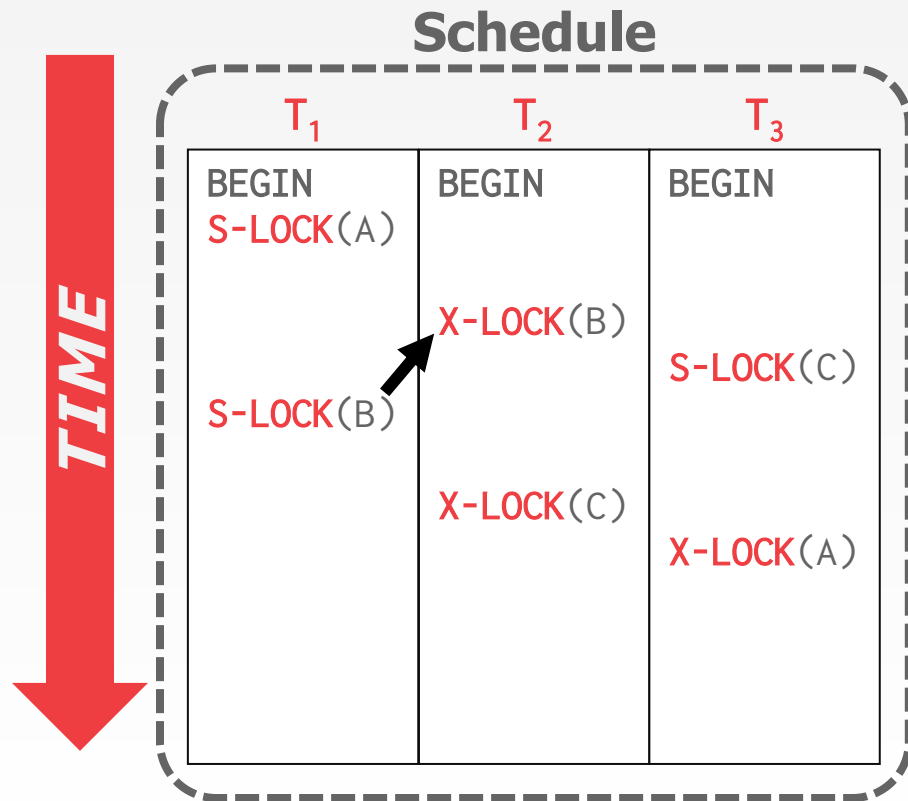 Schedule
TIME
T₁ T₂ T₃
BEGIN BEGIN BEGIN
S-LOCK(A)
X-LOCK(B)
S-LOCK(C)
S-LOCK(B)
X-LOCK(C)
X-LOCK(A)